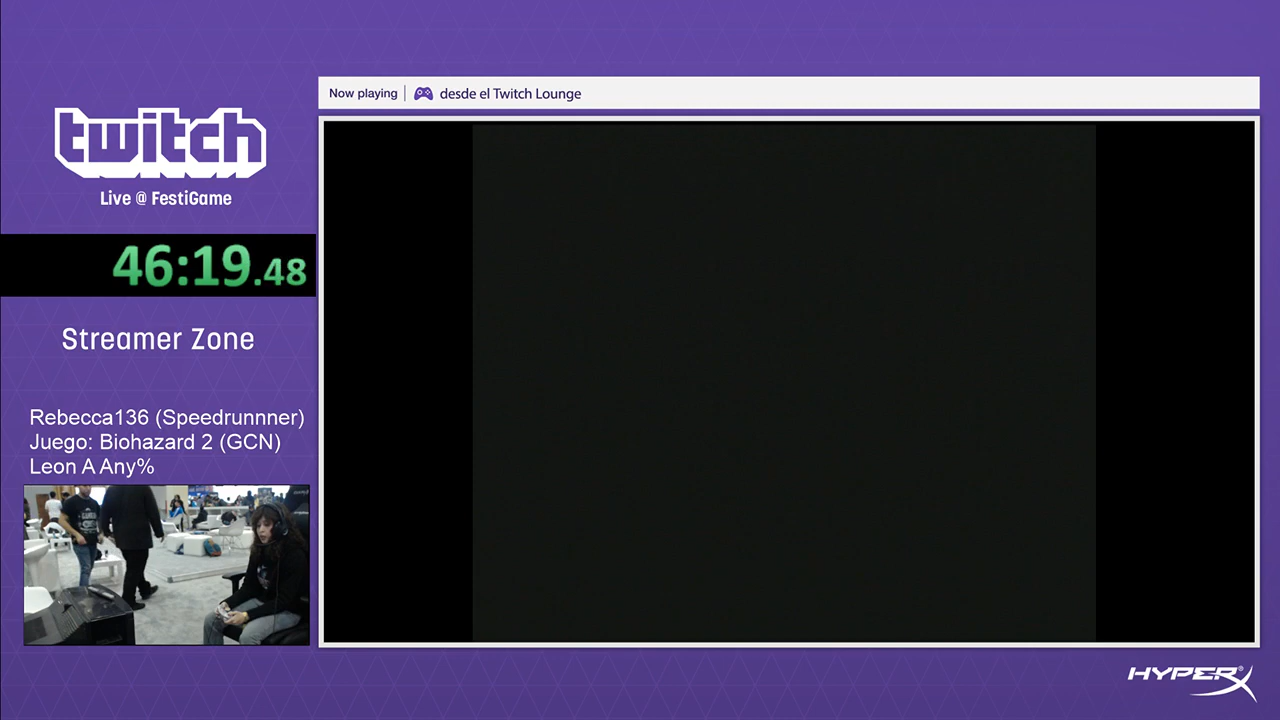 Now playing | desde el Twitch Lounge
twitch
Live @ FestiGame
46:19.48
Streamer Zone
Rebecca136 (Speedrunnner)
Juego: Biohazard 2 (GCN)
Leon A Any%
HYPERX